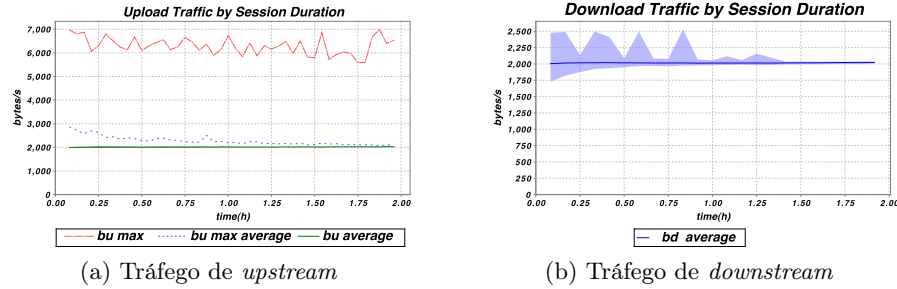 Upload Traffic by Session Duration
bytes/s
7,000
6,000
5,000
4,000
3,000
2,000
1,000
0
0.00 0.25 0.50 0.75 1.00 1.25 1.50 1.75 2.00
time(h)
bu max bu max average bu average
(a) Tráfego de upstream
Download Traffic by Session Duration
bytes/s
2,500
2,250
2,000
1,750
1,500
1,250
1,000
750
500
250
0
0.00 0.25 0.50 0.75 1.00 1.25 1.50 1.75 2.00
time(h)
bd average
(b) Tráfego de downstream